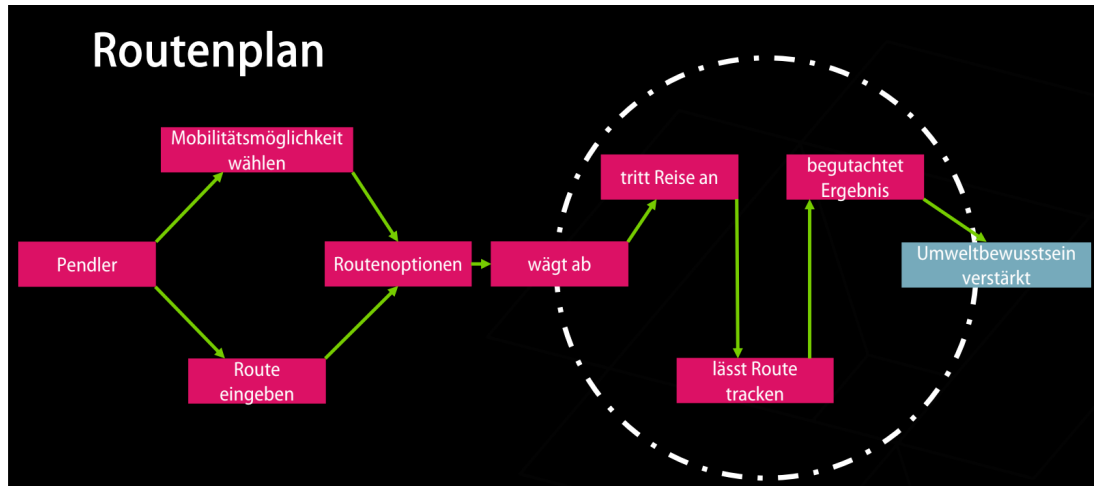 Routenplan
Mobilitätsmöglichkeit
wählen
Pendler
Route
eingeben
Routenoptionen
wägt ab
tritt Reise an
lässt Route
tracken
begutachtet
Ergebnis
Umweltbewusstsein
verstärkt